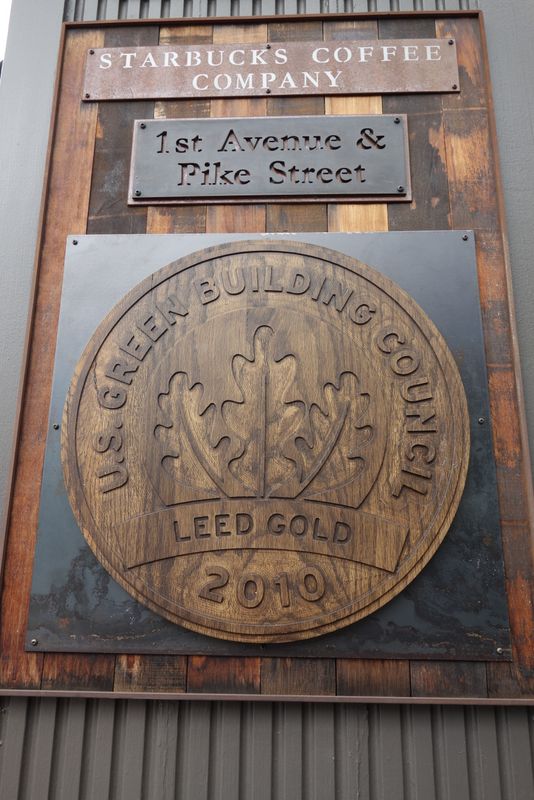 STARBUCKS COFFEE
COMPANY
1st Avenue &
Pike Street
U.S. GREEN BUILDING COUNCIL
LEED GOLD
2010